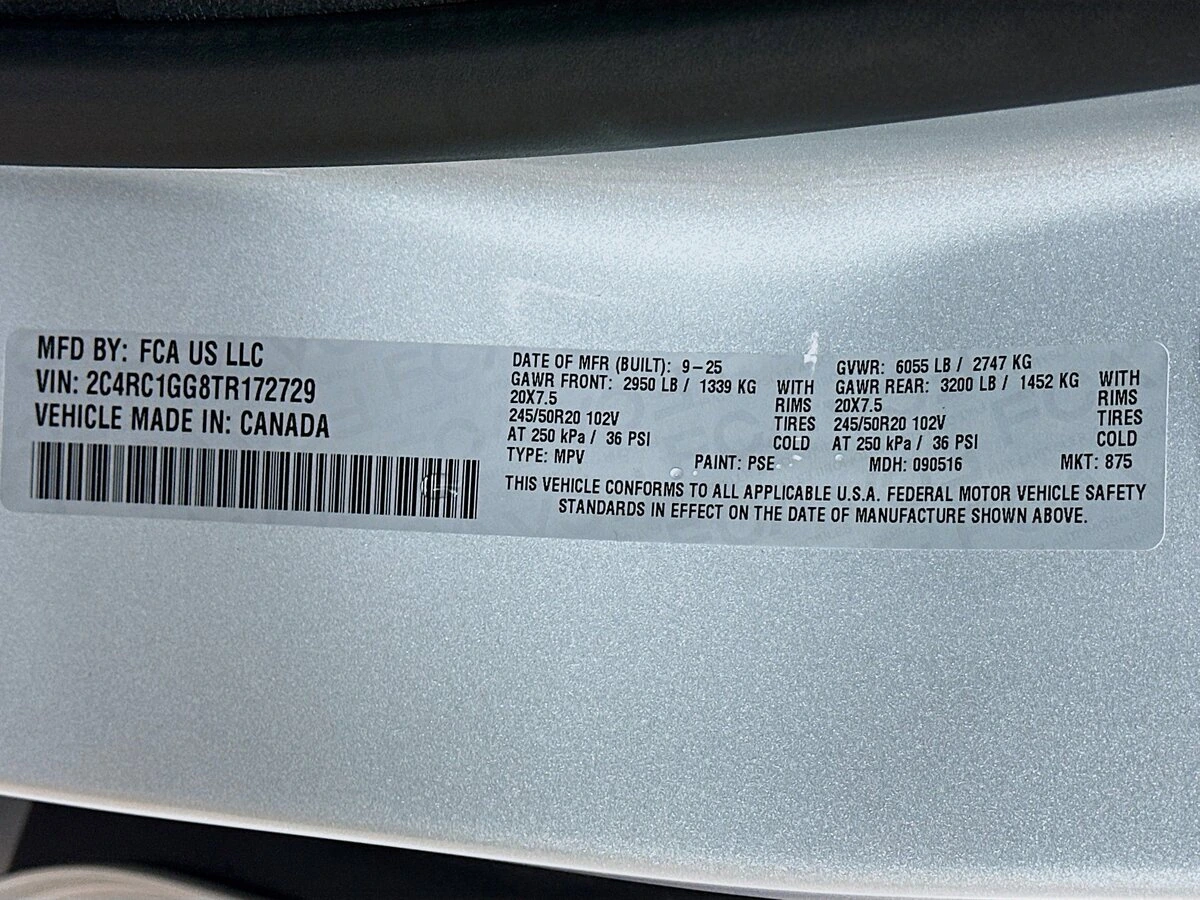 MFD BY: FCA US LLC
VIN: 2C4RC1GG8TR172729
VEHICLE MADE IN: CANADA
DATE OF MFR (BUILT): 9-25
GAWR FRONT: 2950 LB / 1339 KG WITH
20X7.5 RIMS
245/50R20 102V TIRES
AT 250 kPa / 36 PSI COLD
GVWR: 6055 LB / 2747 KG
GAWR REAR: 3200 LB / 1452 KG WITH
20X7.5 RIMS
245/50R20 102V TIRES
AT 250 kPa / 36 PSI COLD
TYPE: MPV PAINT: PSE MDH: 090516 MKT: 875
THIS VEHICLE CONFORMS TO ALL APPLICABLE U.S.A. FEDERAL MOTOR VEHICLE SAFETY
STANDARDS IN EFFECT ON THE DATE OF MANUFACTURE SHOWN ABOVE.